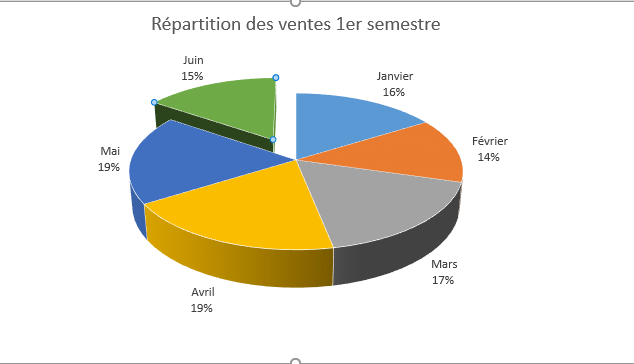 Répartition des ventes 1er semestre
Juin
15%
Janvier
16%
Février
14%
Mai
19%
Mars
17%
Avril
19%